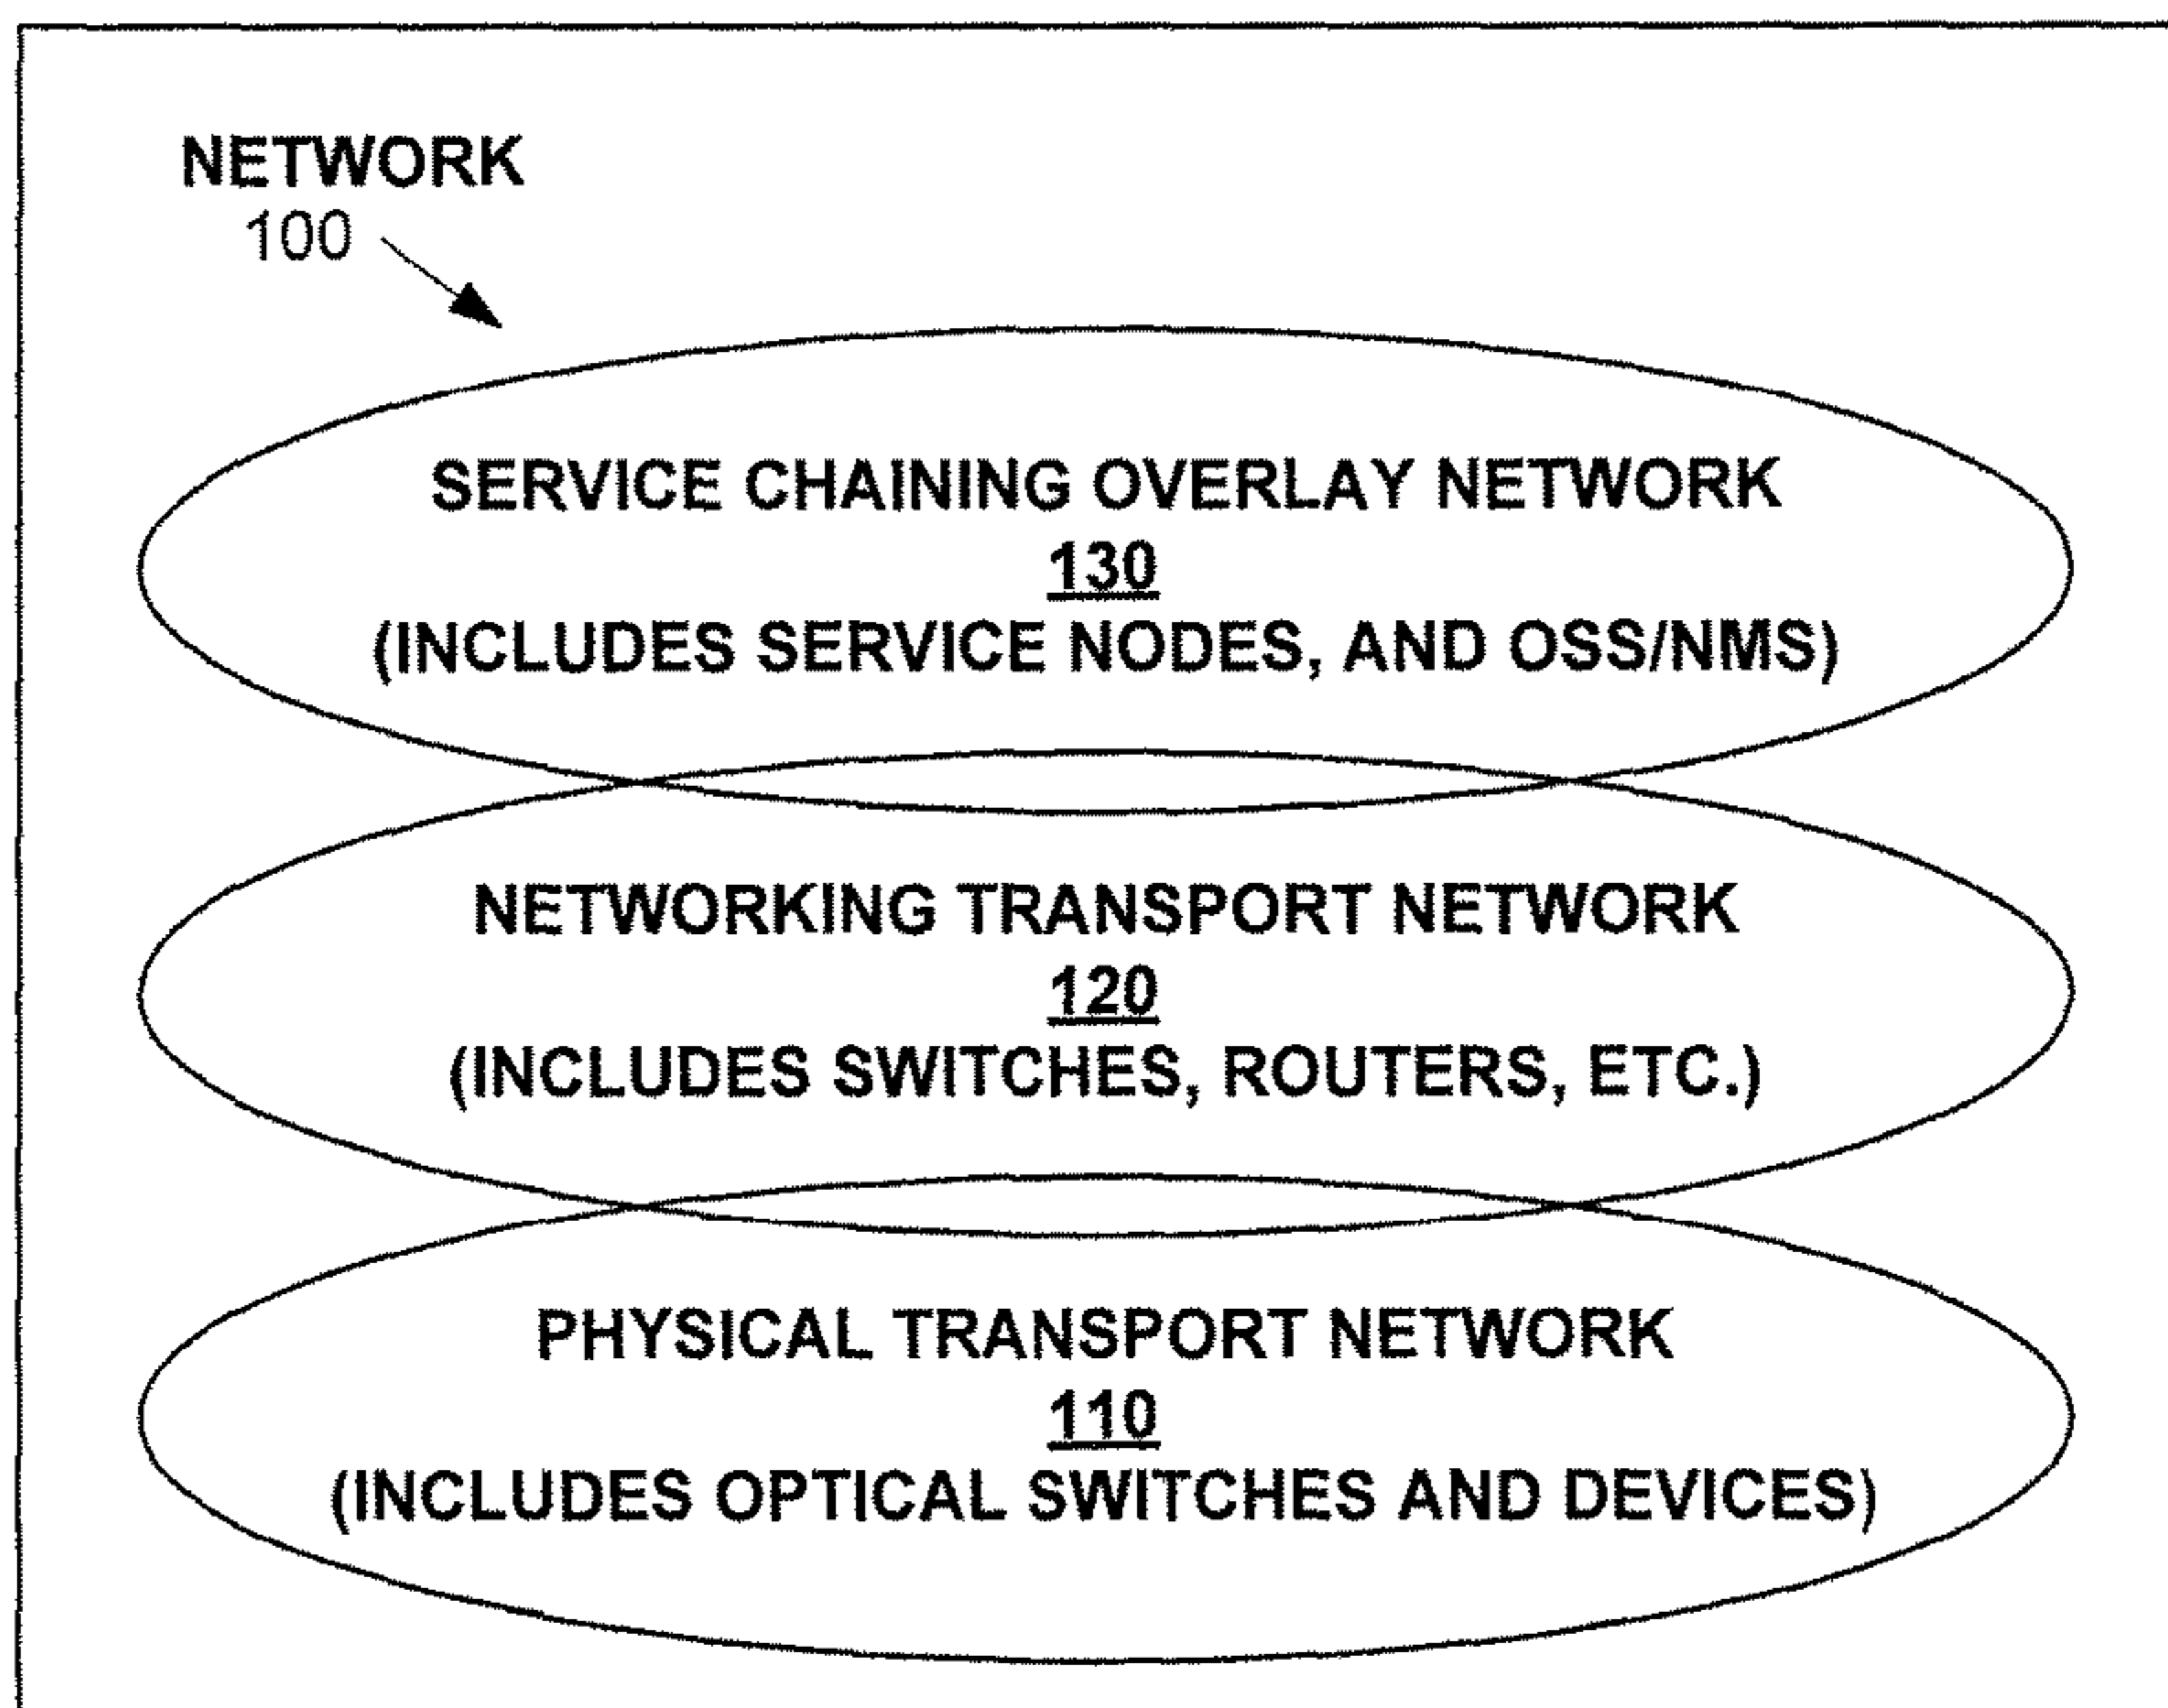 NETWORK
100
SERVICE CHAINING OVERLAY NETWORK
130
(INCLUDES SERVICE NODES, AND OSS/NMS)
NETWORKING TRANSPORT NETWORK
120
(INCLUDES SWITCHES, ROUTERS, ETC.)
PHYSICAL TRANSPORT NETWORK
110
(INCLUDES OPTICAL SWITCHES AND DEVICES)